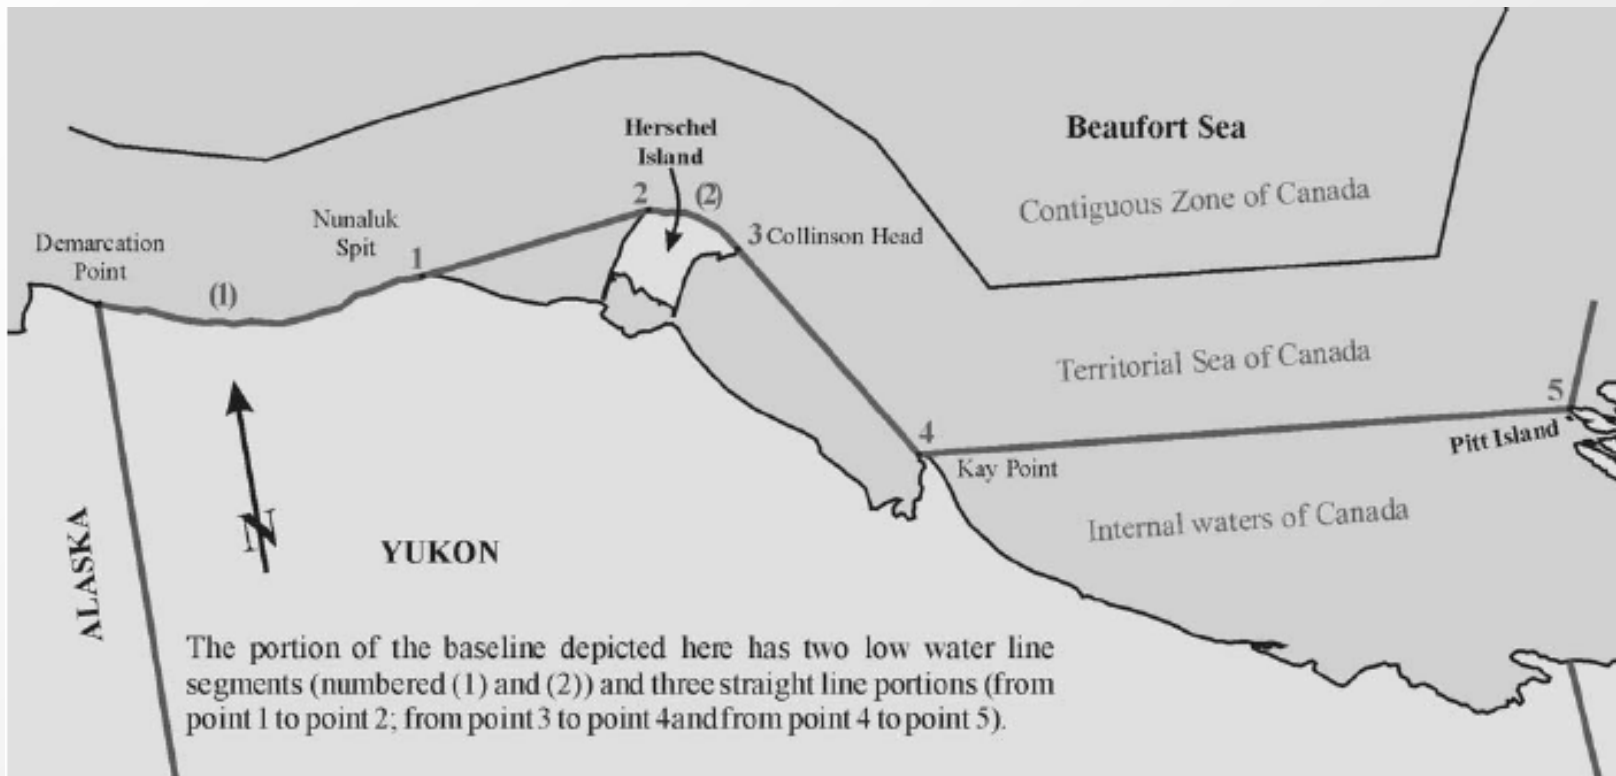 Herschel
Island
Beaufort Sea
Contiguous Zone of Canada
2
(2)
Nunaluk
Spit
Demarcation
Point
1
3 Collinson Head
(1)
Territorial Sea of Canada
5
4
Pitt Island
Kay Point
Internal waters of Canada
N
ALASKA
YUKON
The portion of the baseline depicted here has two low water line
segments (numbered (1) and (2)) and three straight line portions (from
point 1 to point 2; from point 3 to point 4and from point 4 to point 5).